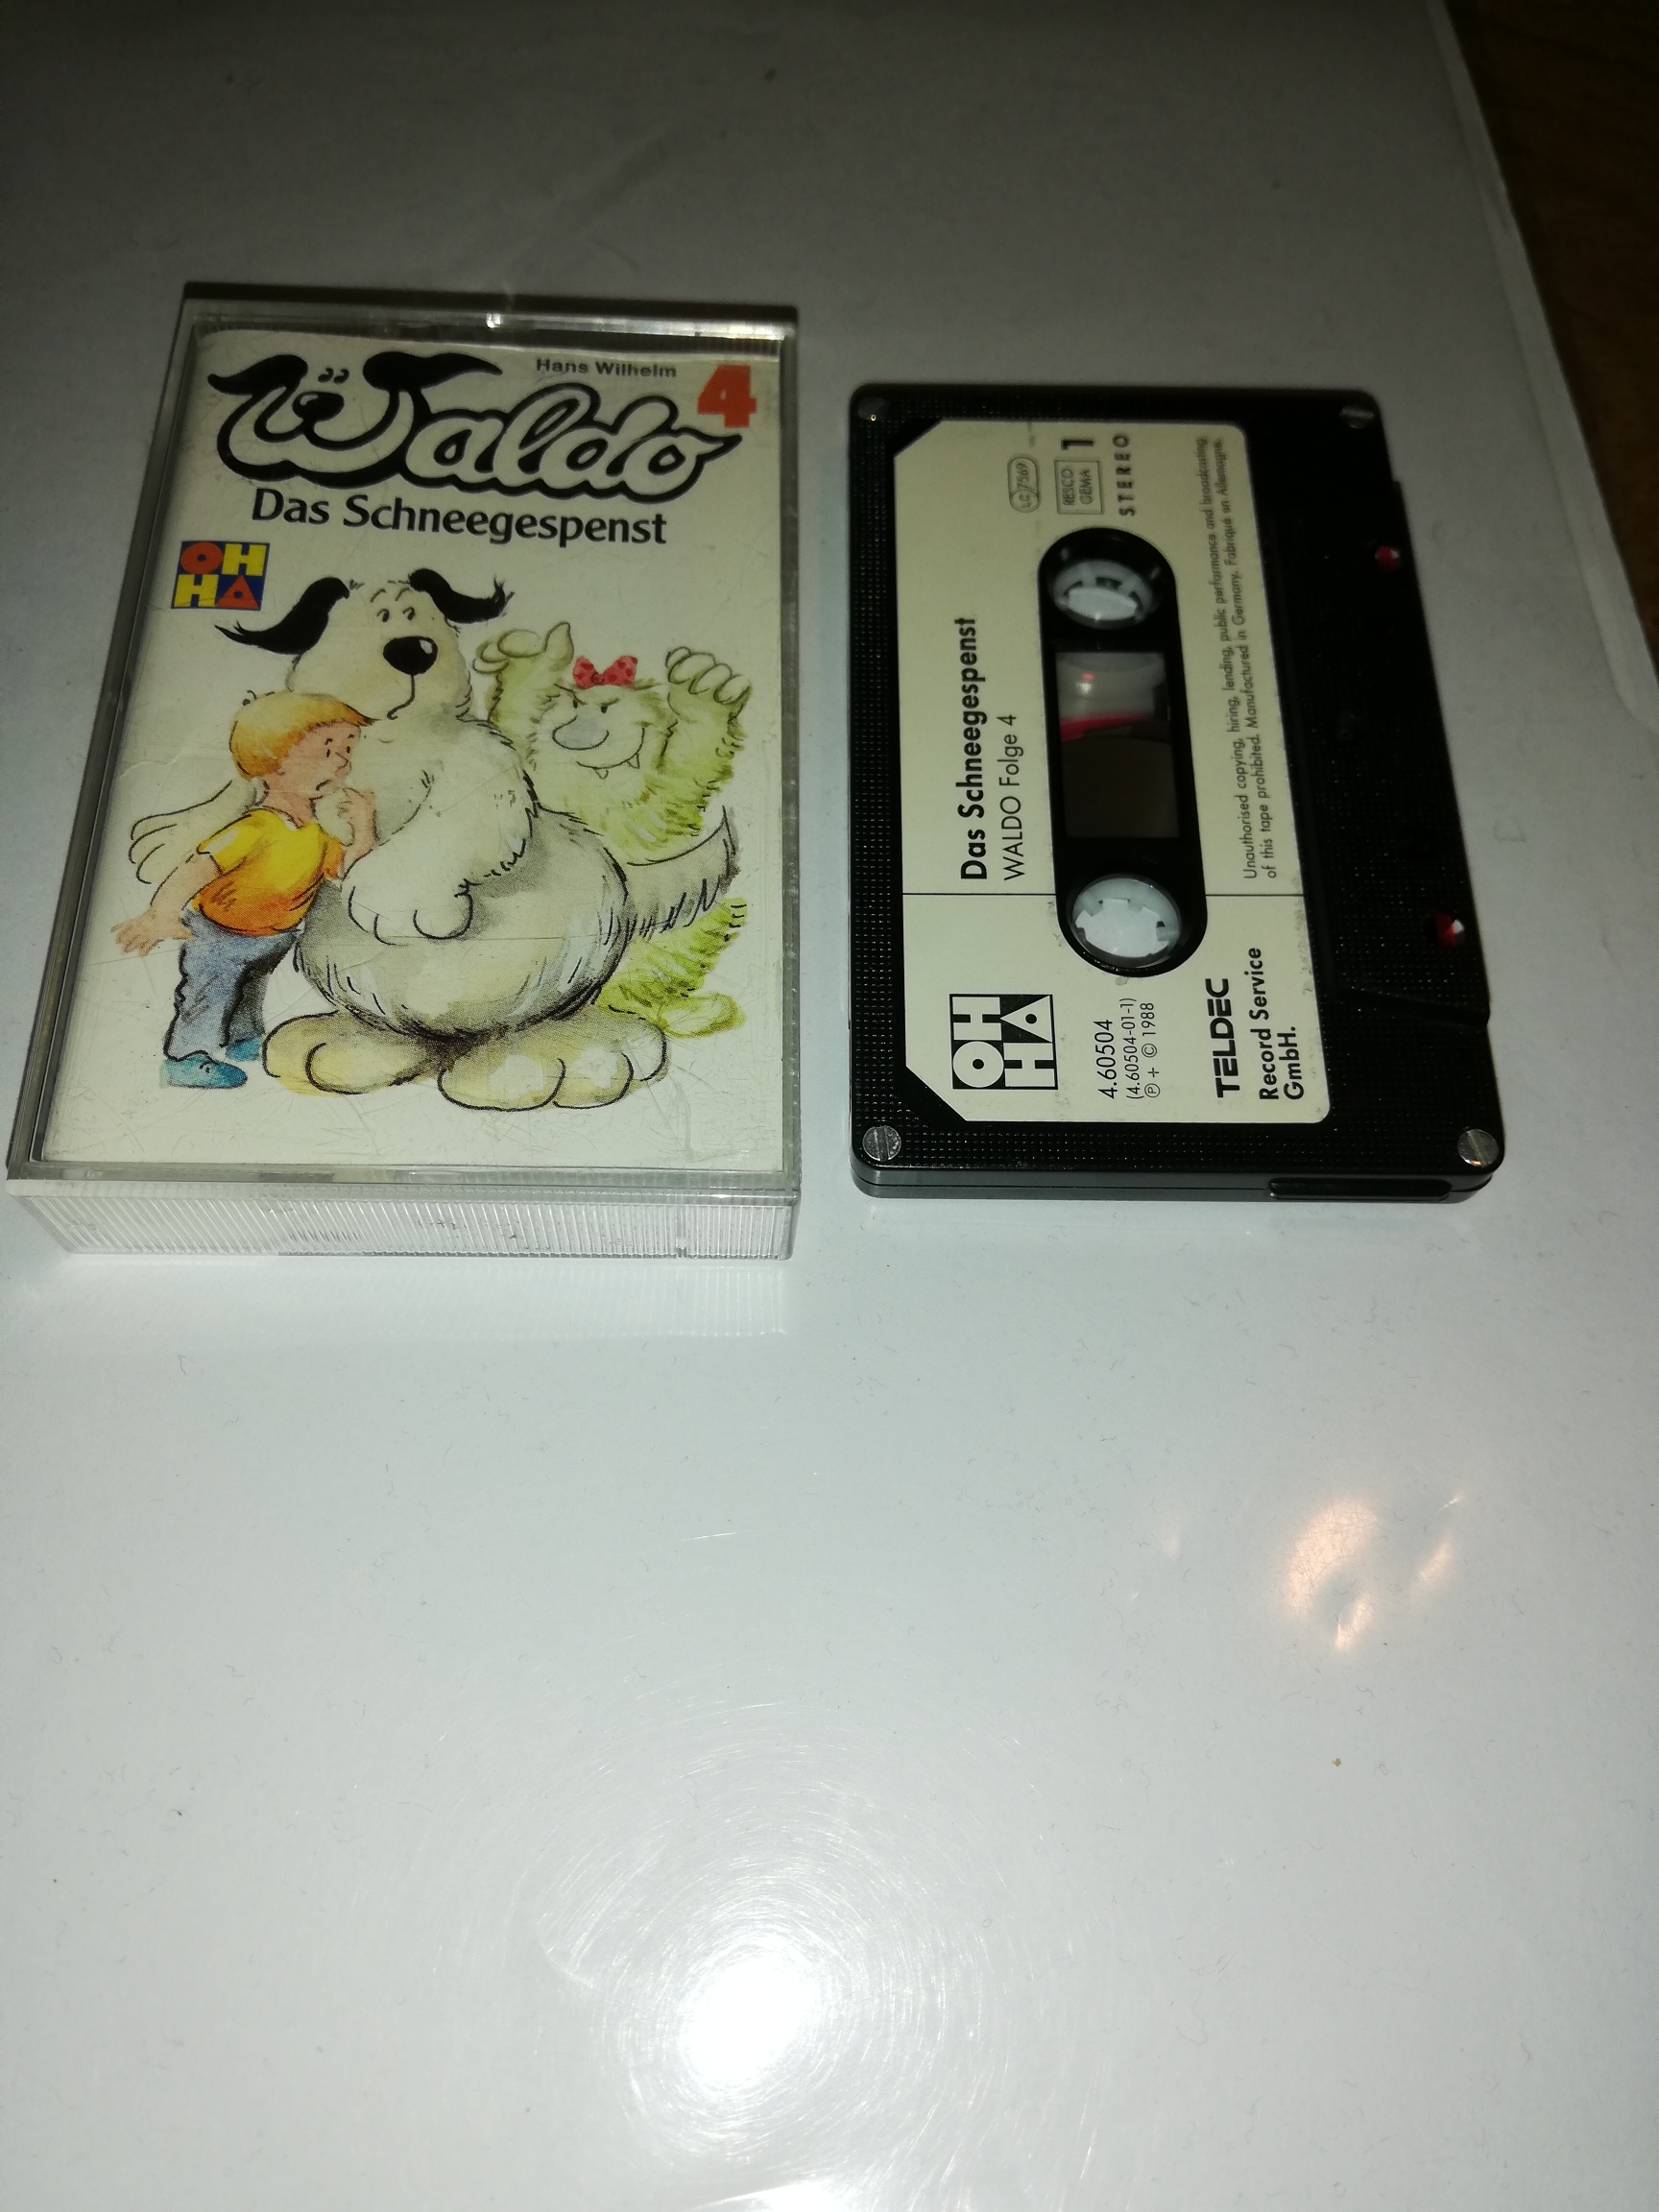 Hans Wilhelm
4
Waldo
Das Schneegespenst
OH
HA
Das Schneegespenst
WALDO Folge 4
LC 7569
RESCO
GEMA
1
STEREO
Unauthorised copying, hiring, lending, public performance and broadcasting
of this tape prohibited. Manufactured in Germany. Fabriqué en Allemagne.
OH
HA
4.60504
(4.60504-01-1)
Ⓟ + © 1988
TELDEC
Record Service
GmbH.